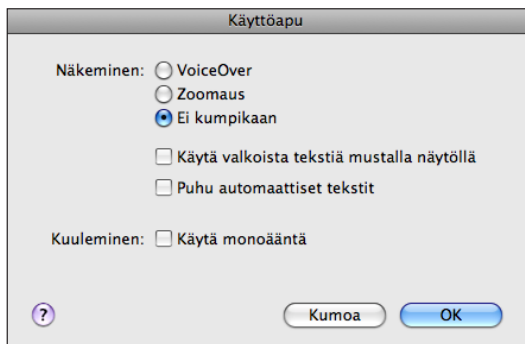 Käyttöapu
Näkeminen: VoiceOver
Zoomaus
Ei kumpikaan
Käytä valkoista tekstiä mustalla näytöllä
Puhu automaattiset tekstit
Kuuleminen: Käytä monoääntä
? Kumoa OK